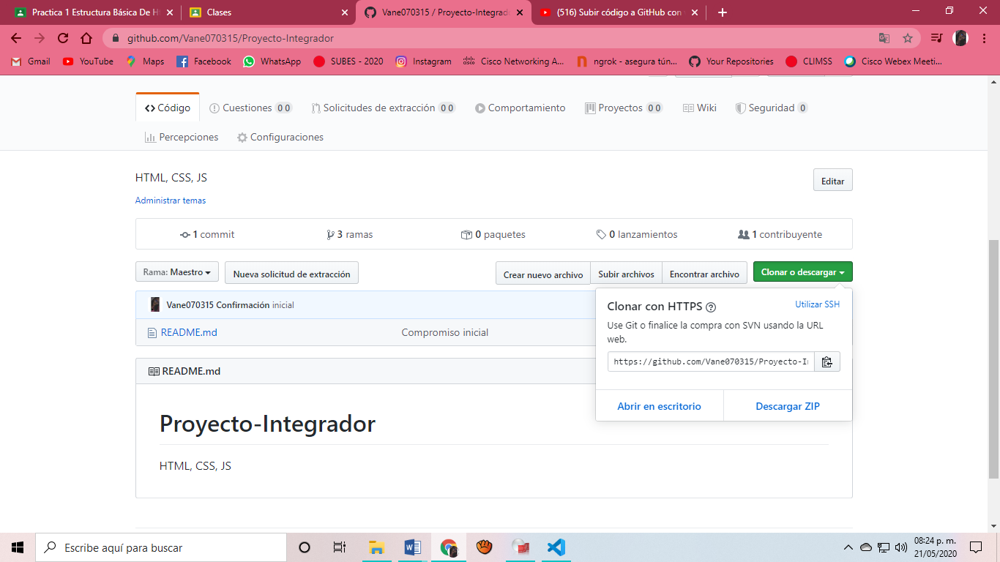 Practica 1 Estructura Básica De H
Clases
Vane070315 / Proyecto-Integrad
(516) Subir código a GitHub con
github.com/Vane070315/Proyecto-Integrador
Gmail
YouTube
Maps
Facebook
WhatsApp
SUBES - 2020
Instagram
Cisco Networking A...
ngrok - asegura tún...
Your Repositories
CLIMSS
Cisco Webex Meeti...
Código
Cuestiones 0 0
Solicitudes de extracción 0 0
Comportamiento
Proyectos 0 0
Wiki
Seguridad 0
Percepciones
Configuraciones
HTML, CSS, JS
Editar
Administrar temas
1 commit
3 ramas
0 paquetes
0 lanzamientos
1 contribuyente
Rama: Maestro
Nueva solicitud de extracción
Crear nuevo archivo
Subir archivos
Encontrar archivo
Clonar o descargar
Vane070315 Confirmación inicial
README.md
Compromiso inicial
Clonar con HTTPS
Utilizar SSH
Use Git o finalice la compra con SVN usando la URL
web.
https://github.com/Vane070315/Proyecto-I
Abrir en escritorio
Descargar ZIP
README.md
Proyecto-Integrador
HTML, CSS, JS
Escribe aquí para buscar
08:24 p. m.
21/05/2020